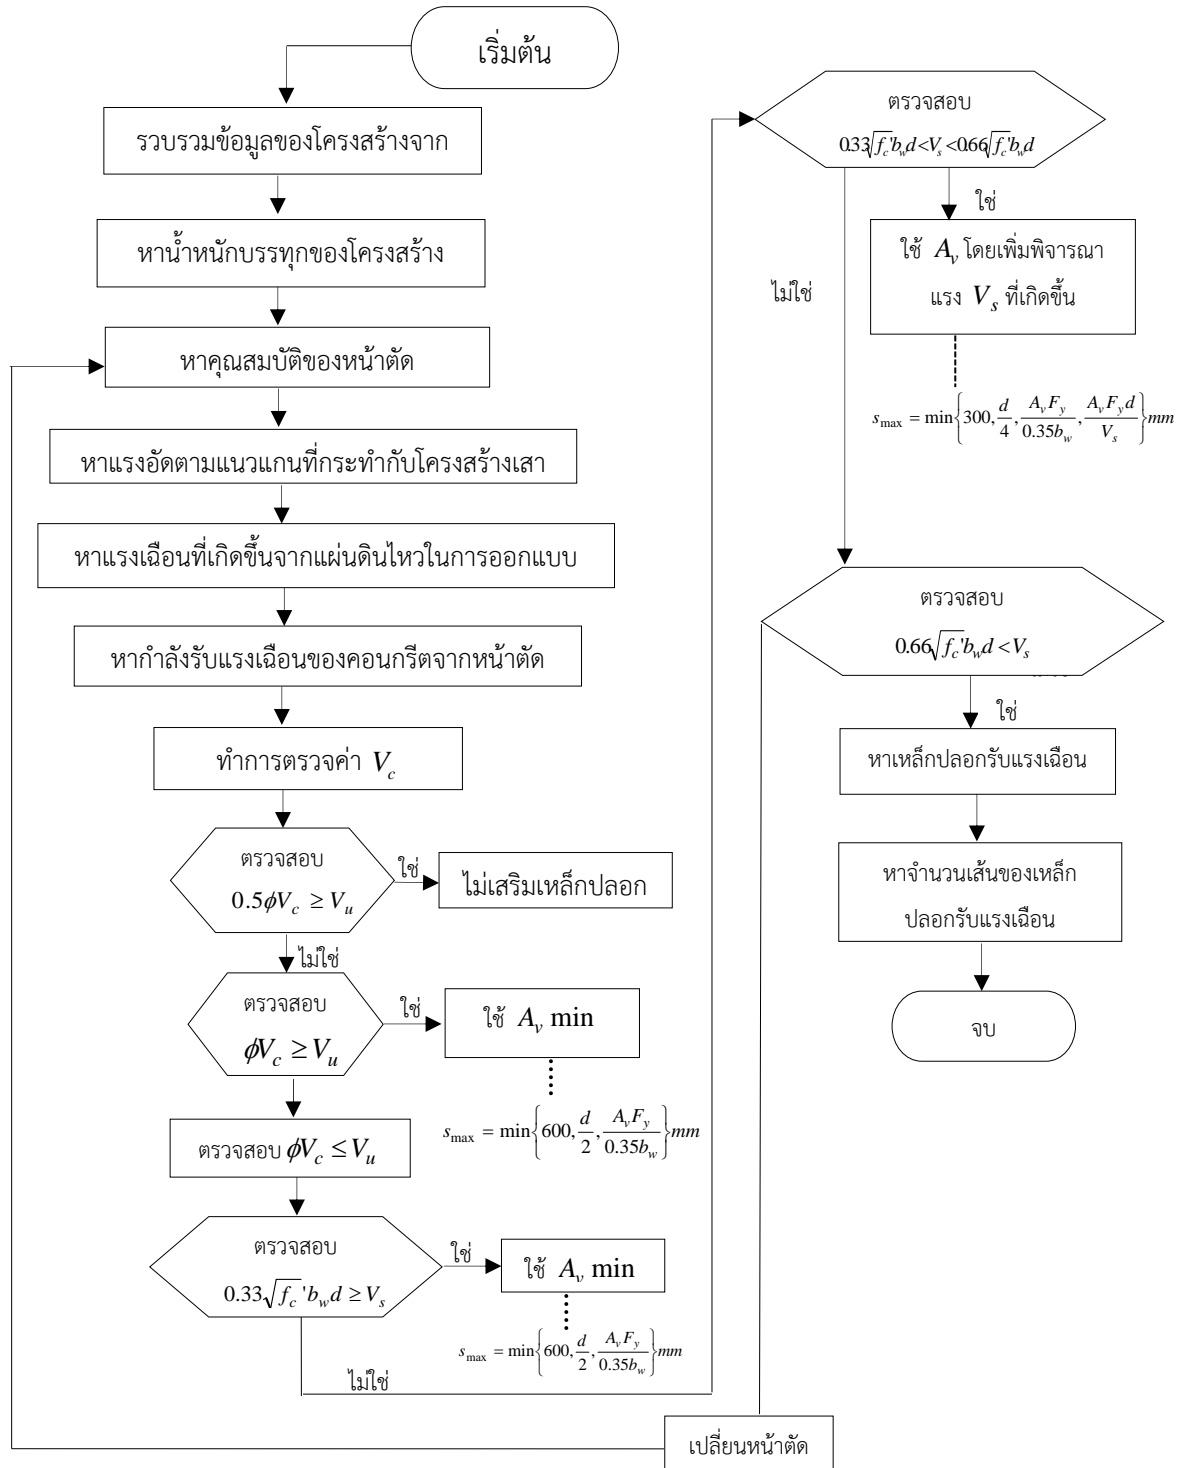 เริ่มต้น
รวบรวมข้อมูลของโครงสร้างจาก
หาน้ำหนักบรรทุกของโครงสร้าง
หาคุณสมบัติของหน้าตัด
หาแรงอัดตามแนวแกนที่กระทำกับโครงสร้างเสา
หาแรงเฉือนที่เกิดขึ้นจากแผ่นดินไหวในการออกแบบ
หากำลังรับแรงเฉือนของคอนกรีตจากหน้าตัด
ทำการตรวจค่า V_c
ตรวจสอบ
0.5ϕV_c ≥ V_u
ใช่
ไม่เสริมเหล็กปลอก
ไม่ใช่
ตรวจสอบ
ϕV_c ≥ V_u
ใช่
ใช้ A_v min
s_max = min{600, d/2, A_vF_y/0.35b_w}mm
ตรวจสอบ ϕV_c ≤ V_u
ตรวจสอบ
0.33√f_c'b_wd ≥ V_s
ใช่
ใช้ A_v min
s_max = min{600, d/2, A_vF_y/0.35b_w}mm
ไม่ใช่
ตรวจสอบ
0.33√f_c'b_wd < V_s < 0.66√f_c'b_wd
ใช่
ใช้ A_v โดยเพิ่มพิจารณา
แรง V_s ที่เกิดขึ้น
s_max = min{300, d/4, A_vF_y/0.35b_w, A_vF_yd/V_s}mm
ไม่ใช่
ตรวจสอบ
0.66√f_c'b_wd < V_s
ใช่
หาเหล็กปลอกรับแรงเฉือน
หาจำนวนเส้นของเหล็ก
ปลอกรับแรงเฉือน
จบ
เปลี่ยนหน้าตัด